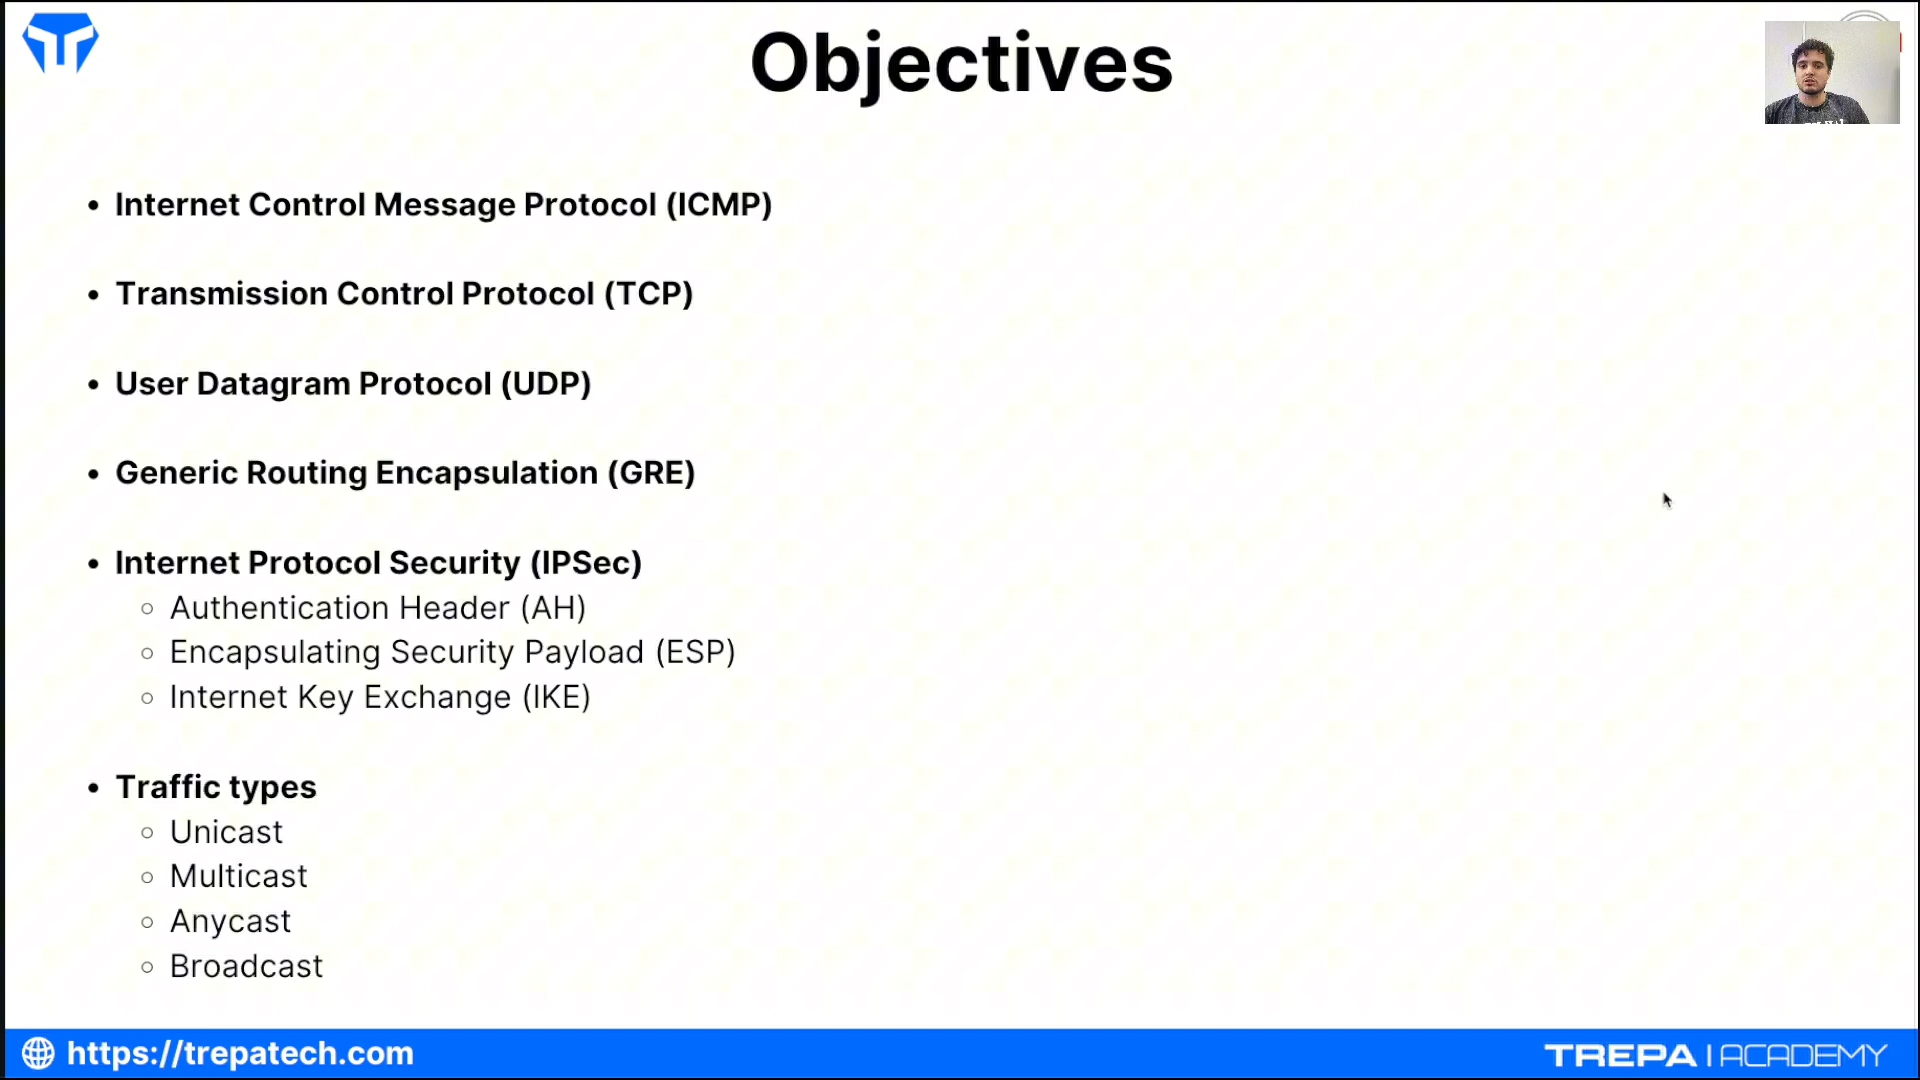 Objectives
• Internet Control Message Protocol (ICMP)
• Transmission Control Protocol (TCP)
• User Datagram Protocol (UDP)
• Generic Routing Encapsulation (GRE)
• Internet Protocol Security (IPSec)
○ Authentication Header (AH)
○ Encapsulating Security Payload (ESP)
○ Internet Key Exchange (IKE)
• Traffic types
○ Unicast
○ Multicast
○ Anycast
○ Broadcast
https://trepatech.com
TREPA | ACADEMY